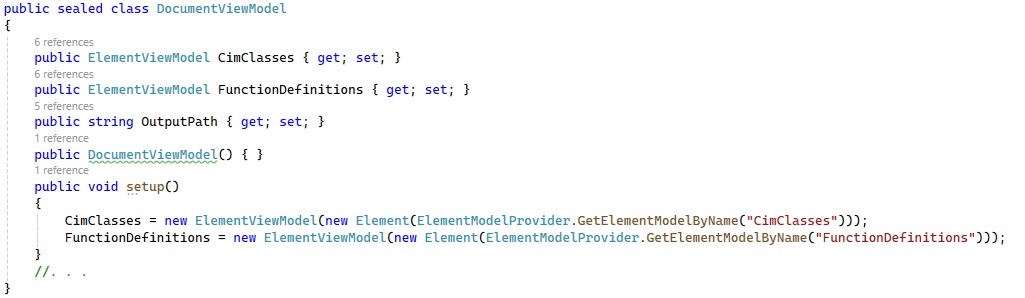 public sealed class DocumentViewModel
{
6 references
public ElementViewModel CimClasses { get; set; }
6 references
public ElementViewModel FunctionDefinitions { get; set; }
5 references
public string OutputPath { get; set; }
1 reference
public DocumentViewModel() { }
1 reference
public void setup()
{
CimClasses = new ElementViewModel(new Element(ElementModelProvider.GetElementModelByName("CimClasses")));
FunctionDefinitions = new ElementViewModel(new Element(ElementModelProvider.GetElementModelByName("FunctionDefinitions")));
}
//. . .
}